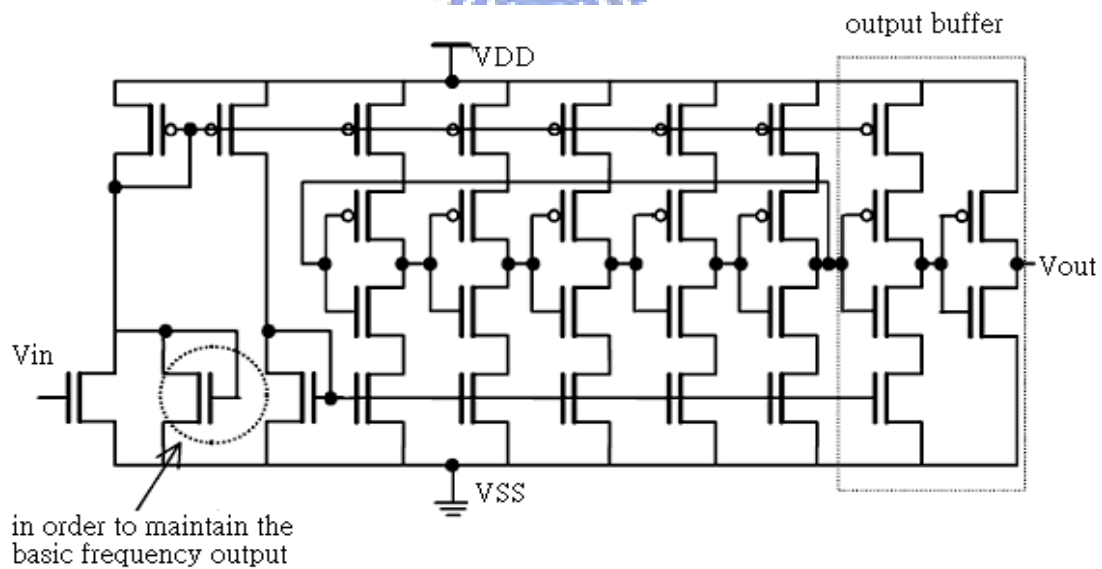 output buffer
VDD
Vin
Vout
VSS
in order to maintain the
basic frequency output